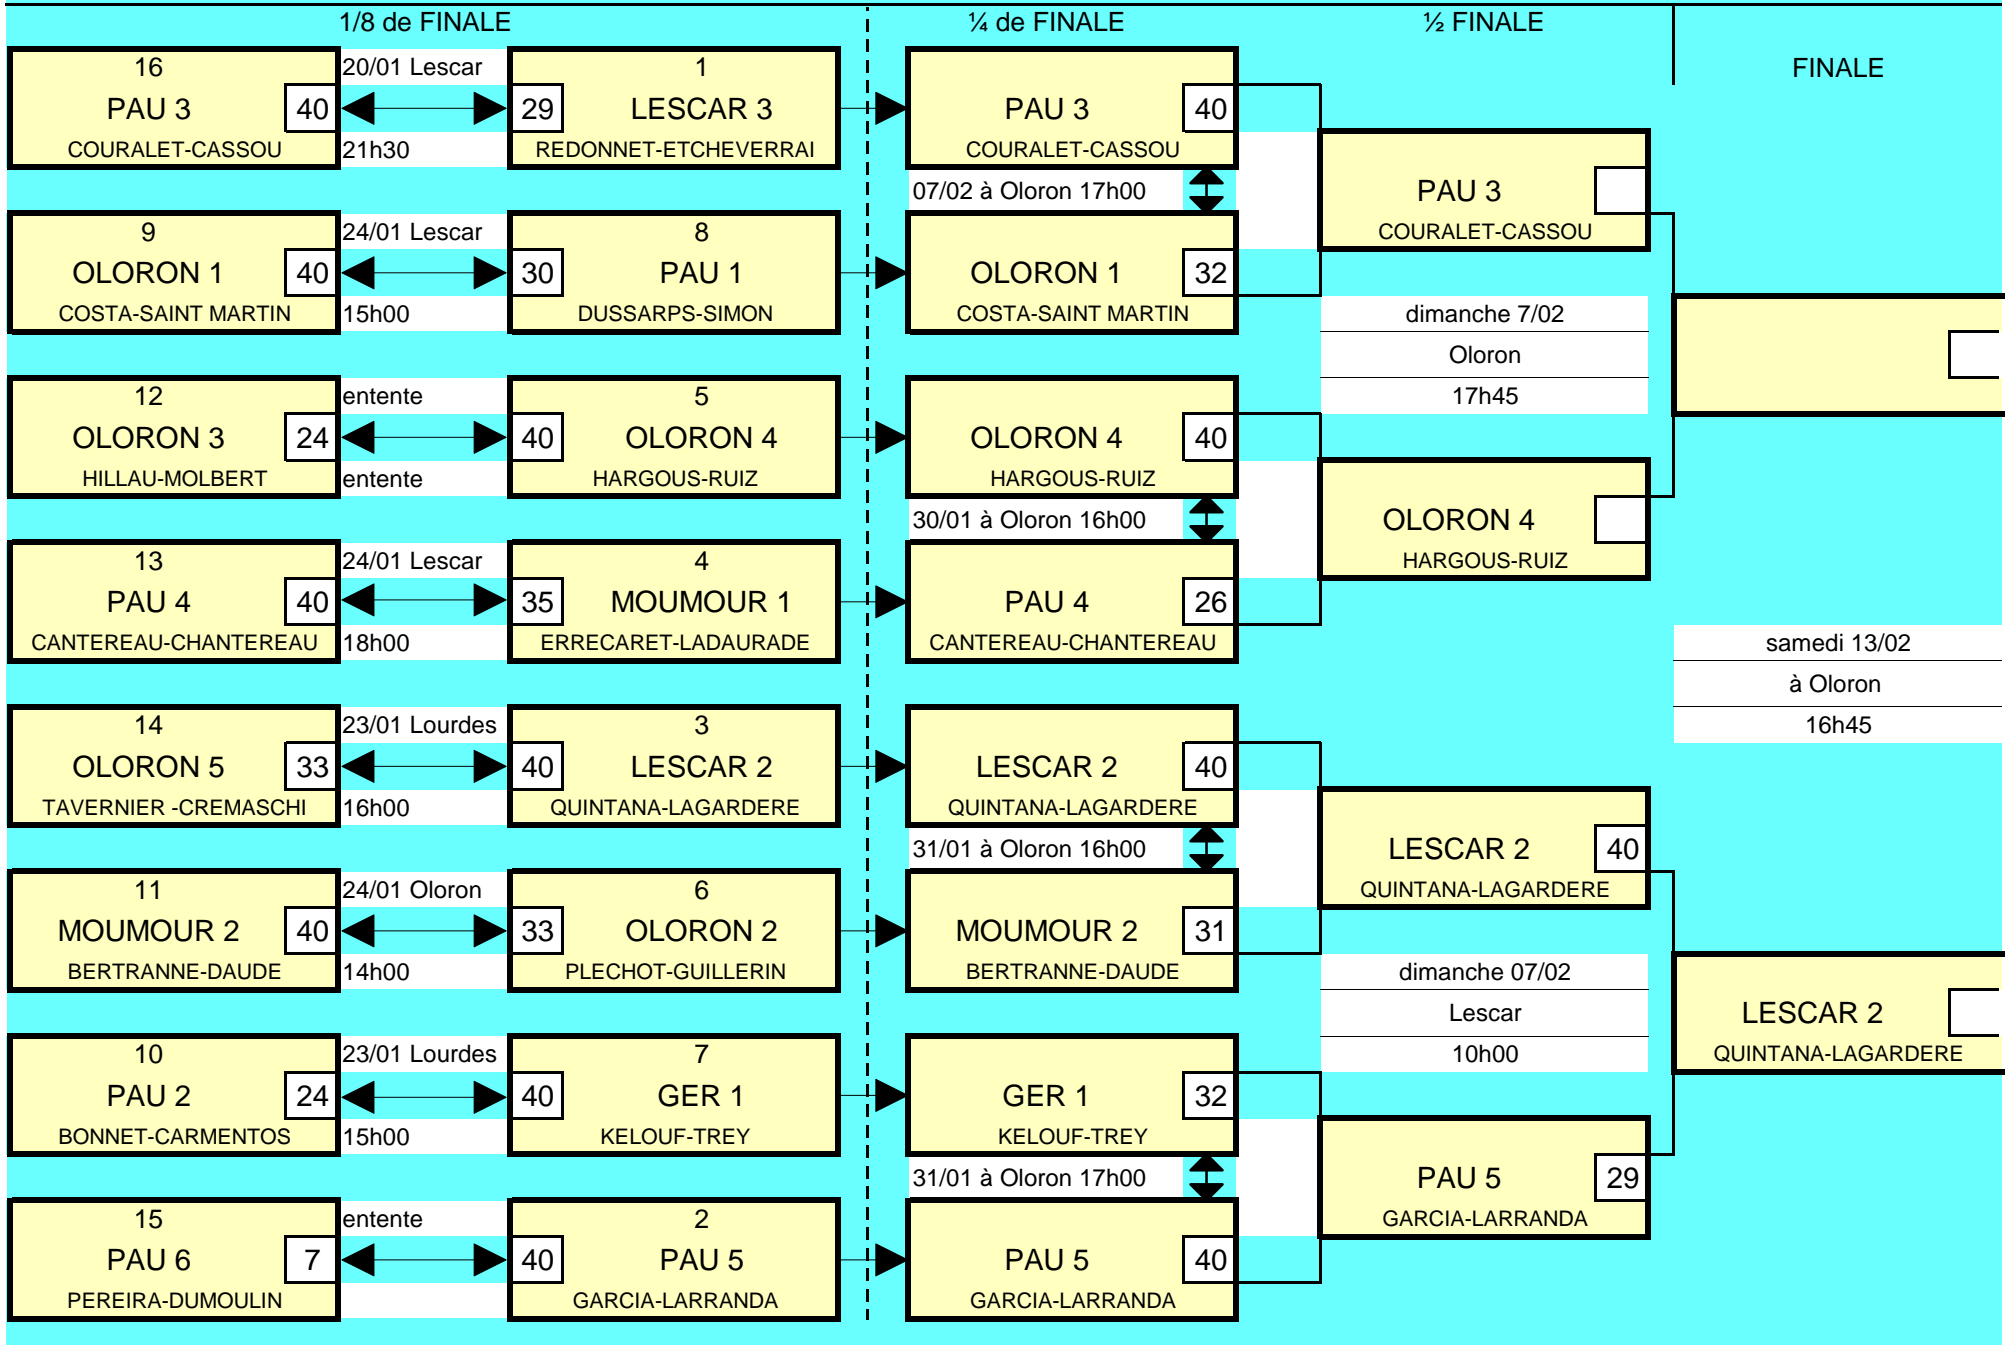 1/8 de FINALE
¼ de FINALE
½ FINALE
FINALE
16
PAU 3
40
COURALET-CASSOU
20/01 Lescar
21h30
1
29
LESCAR 3
REDONNET-ETCHEVERRAI
9
OLORON 1
40
COSTA-SAINT MARTIN
24/01 Lescar
15h00
8
30
PAU 1
DUSSARPS-SIMON
12
OLORON 3
24
HILLAU-MOLBERT
entente
entente
5
40
OLORON 4
HARGOUS-RUIZ
13
PAU 4
40
CANTEREAU-CHANTEREAU
24/01 Lescar
18h00
4
35
MOUMOUR 1
ERRECARET-LADAURADE
14
OLORON 5
33
TAVERNIER -CREMASCHI
23/01 Lourdes
16h00
3
40
LESCAR 2
QUINTANA-LAGARDERE
11
MOUMOUR 2
40
BERTRANNE-DAUDE
24/01 Oloron
14h00
6
33
OLORON 2
PLECHOT-GUILLERIN
10
PAU 2
24
BONNET-CARMENTOS
23/01 Lourdes
15h00
7
40
GER 1
KELOUF-TREY
15
PAU 6
7
PEREIRA-DUMOULIN
entente
2
40
PAU 5
GARCIA-LARRANDA
PAU 3
40
COURALET-CASSOU
07/02 à Oloron 17h00
OLORON 1
32
COSTA-SAINT MARTIN
OLORON 4
40
HARGOUS-RUIZ
30/01 à Oloron 16h00
PAU 4
26
CANTEREAU-CHANTEREAU
LESCAR 2
40
QUINTANA-LAGARDERE
31/01 à Oloron 16h00
MOUMOUR 2
31
BERTRANNE-DAUDE
GER 1
32
KELOUF-TREY
31/01 à Oloron 17h00
PAU 5
40
GARCIA-LARRANDA
PAU 3
COURALET-CASSOU
dimanche 7/02
Oloron
17h45
OLORON 4
HARGOUS-RUIZ
LESCAR 2
40
QUINTANA-LAGARDERE
dimanche 07/02
Lescar
10h00
PAU 5
29
GARCIA-LARRANDA
samedi 13/02
à Oloron
16h45
LESCAR 2
QUINTANA-LAGARDERE